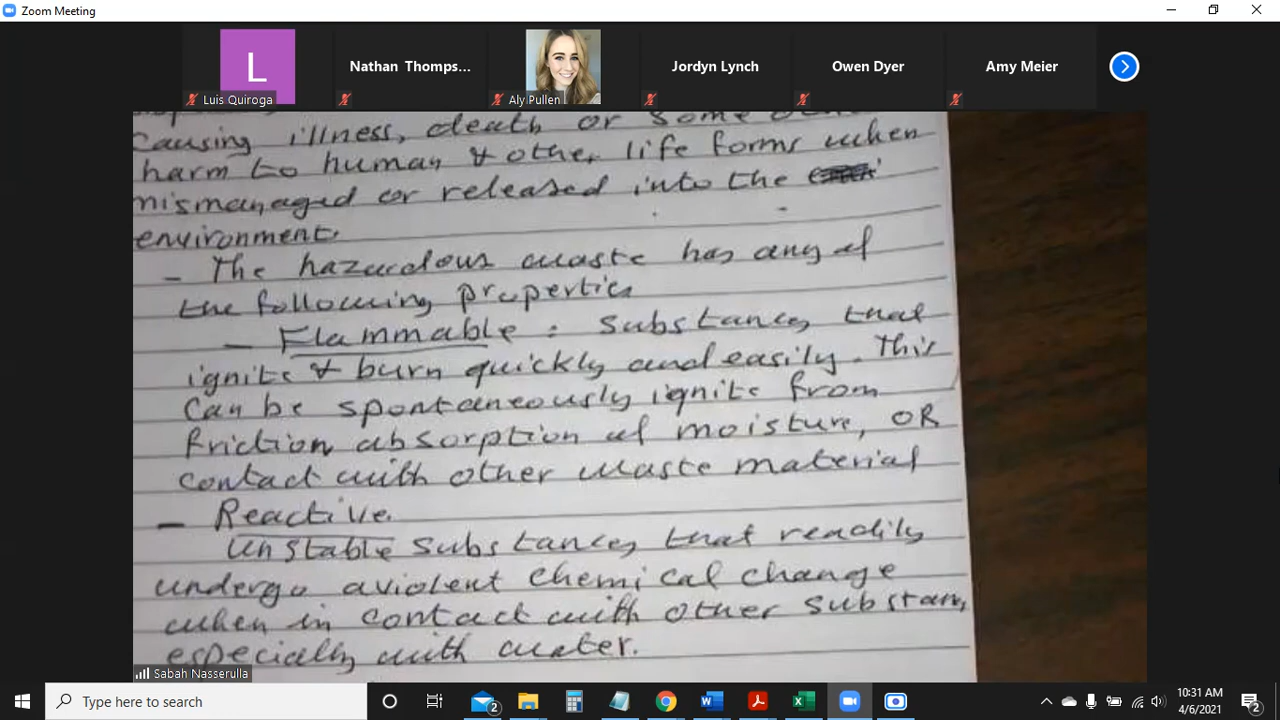 Zoom Meeting
L
Luis Quiroga
Nathan Thomps...
Aly Pullen
Jordyn Lynch
Owen Dyer
Amy Meier
causing illness, death or some
harm to human, & other life forms when
mismanaged or released into the
environment.
- The hazardous waste has any of
the following properties
- Flammable : Substances that
ignite & burn quickly and easily. This
can be spontaneously ignite from
friction absorption of moisture, OR
contact with other waste material
- Reactive.
Unstable Substances that readily
undergo a violent chemical change
when in contact with other substan
especially with water.
Sabah Nasserulla
Type here to search
2
10:31 AM
4/6/2021
2